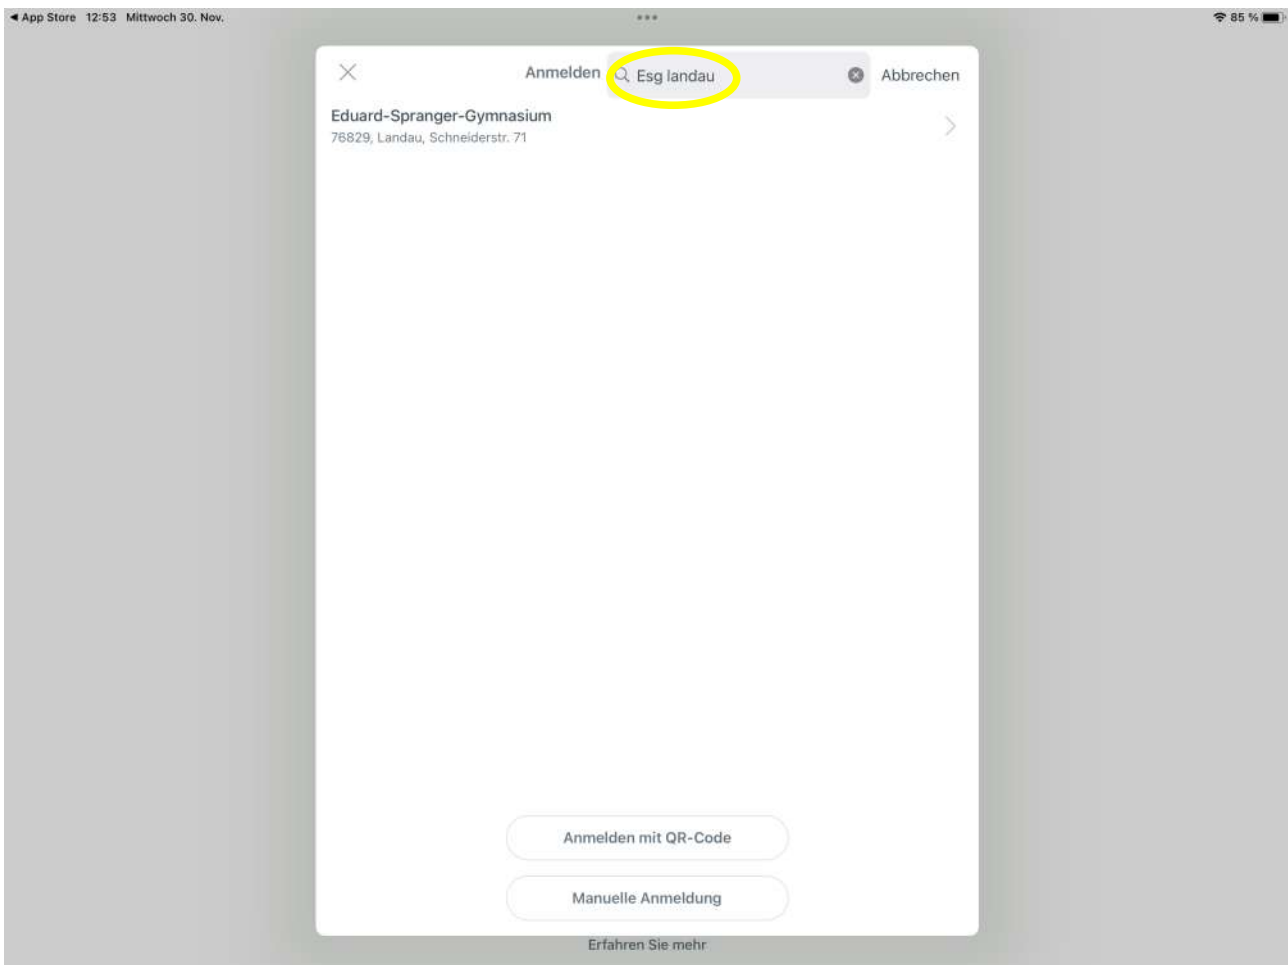 App Store 12:53 Mittwoch 30. Nov. 85 %
Anmelden Esg landau Abbrechen
Eduard-Spranger-Gymnasium
76829, Landau, Schneiderstr. 71
Anmelden mit QR-Code
Manuelle Anmeldung
Erfahren Sie mehr